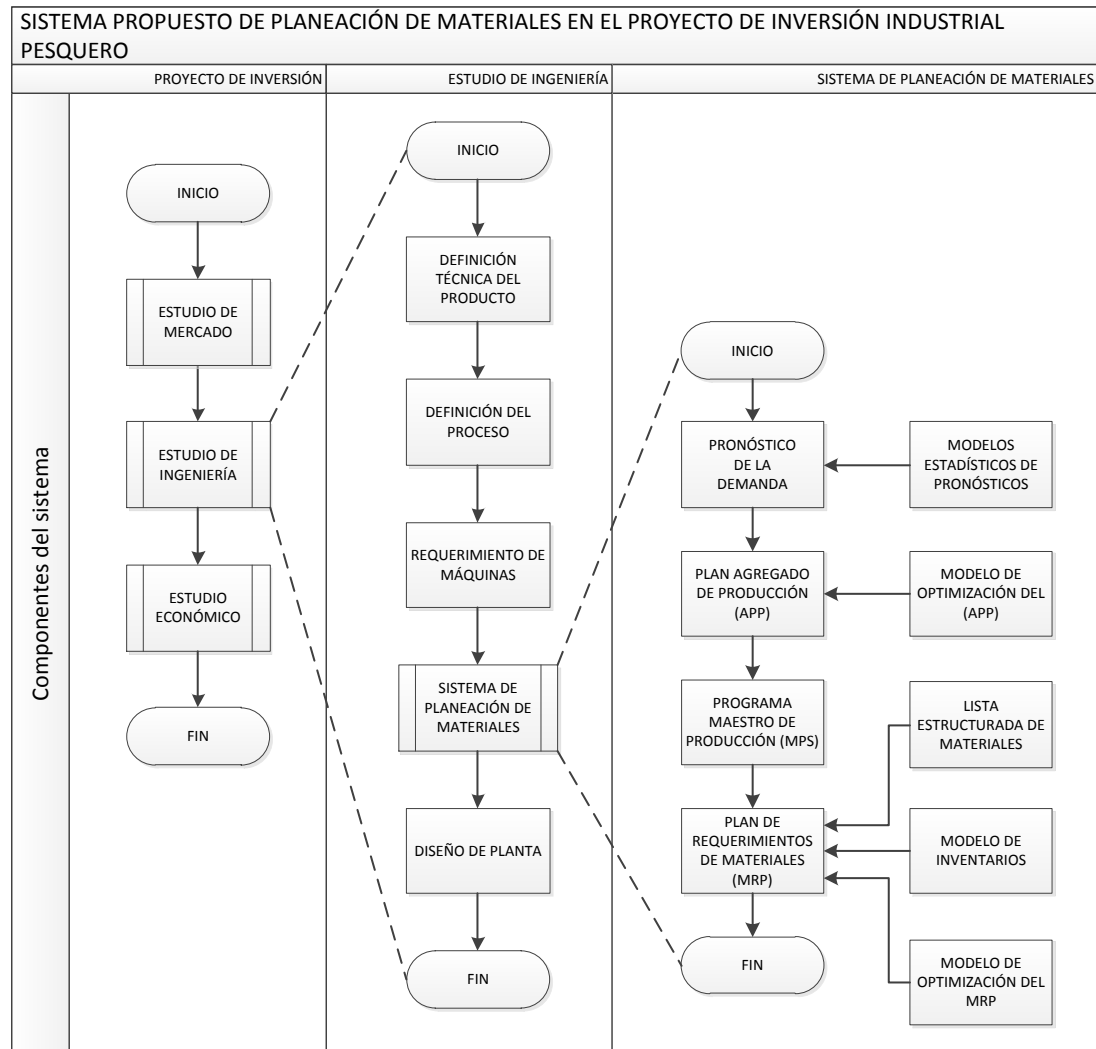 SISTEMA PROPUESTO DE PLANEACIÓN DE MATERIALES EN EL PROYECTO DE INVERSIÓN INDUSTRIAL
PESQUERO
PROYECTO DE INVERSIÓN
ESTUDIO DE INGENIERÍA
SISTEMA DE PLANEACIÓN DE MATERIALES
Componentes del sistema
INICIO
ESTUDIO DE
MERCADO
ESTUDIO DE
INGENIERÍA
ESTUDIO
ECONÓMICO
FIN
INICIO
DEFINICIÓN
TÉCNICA DEL
PRODUCTO
DEFINICIÓN DEL
PROCESO
REQUERIMIENTO DE
MÁQUINAS
SISTEMA DE
PLANEACIÓN DE
MATERIALES
DISEÑO DE PLANTA
FIN
INICIO
PRONÓSTICO
DE LA
DEMANDA
PLAN AGREGADO
DE PRODUCCIÓN
(APP)
PROGRAMA
MAESTRO DE
PRODUCCIÓN (MPS)
PLAN DE
REQUERIMIENTOS
DE MATERIALES
(MRP)
FIN
MODELOS
ESTADÍSTICOS DE
PRONÓSTICOS
MODELO DE
OPTIMIZACIÓN DEL
(APP)
LISTA
ESTRUCTURADA DE
MATERIALES
MODELO DE
INVENTARIOS
MODELO DE
OPTIMIZACIÓN DEL
MRP